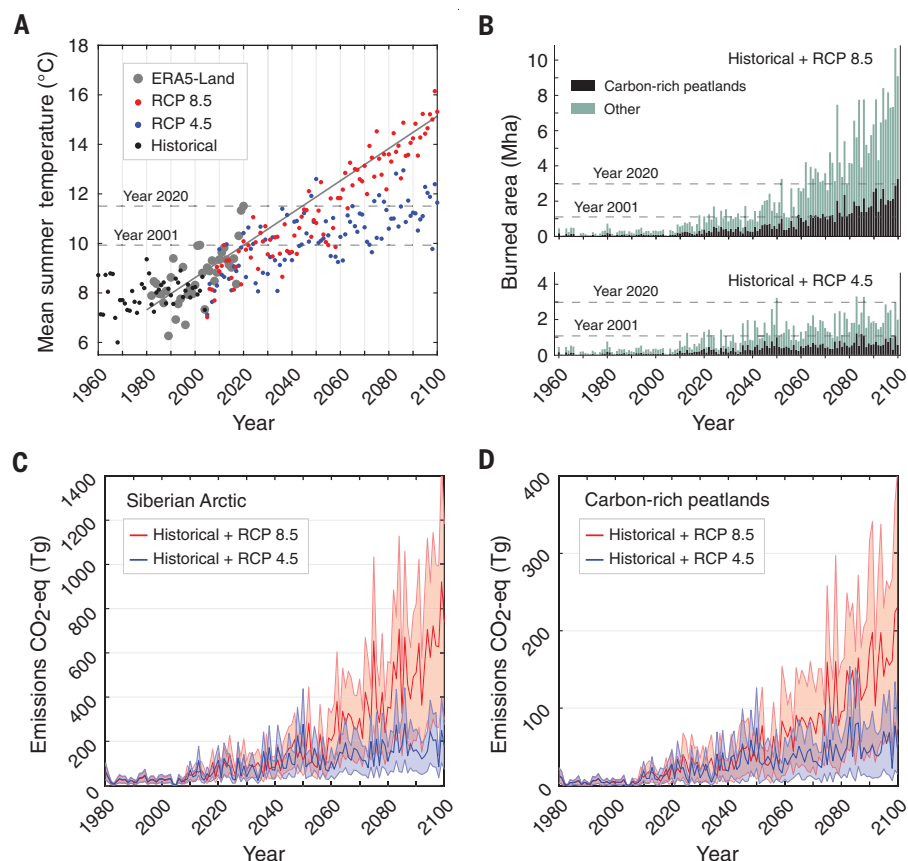 A
Mean summer temperature (°C)
18
16
14
12
10
8
6
ERA5-Land
RCP 8.5
RCP 4.5
Historical
Year 2020
Year 2001
1960
1980
2000
2020
2040
2060
2080
2100
Year
B
Burned area (Mha)
Historical + RCP 8.5
10
8
6
4
2
0
Carbon-rich peatlands
Other
Year 2020
Year 2001
Historical + RCP 4.5
4
2
0
Year 2020
Year 2001
1960
1980
2000
2020
2040
2060
2080
2100
Year
C
Emissions CO₂-eq (Tg)
1400
1200
1000
800
600
400
200
0
Siberian Arctic
Historical + RCP 8.5
Historical + RCP 4.5
1980
2000
2020
2040
2060
2080
2100
Year
D
Emissions CO₂-eq (Tg)
400
300
200
100
0
Carbon-rich peatlands
Historical + RCP 8.5
Historical + RCP 4.5
1980
2000
2020
2040
2060
2080
2100
Year